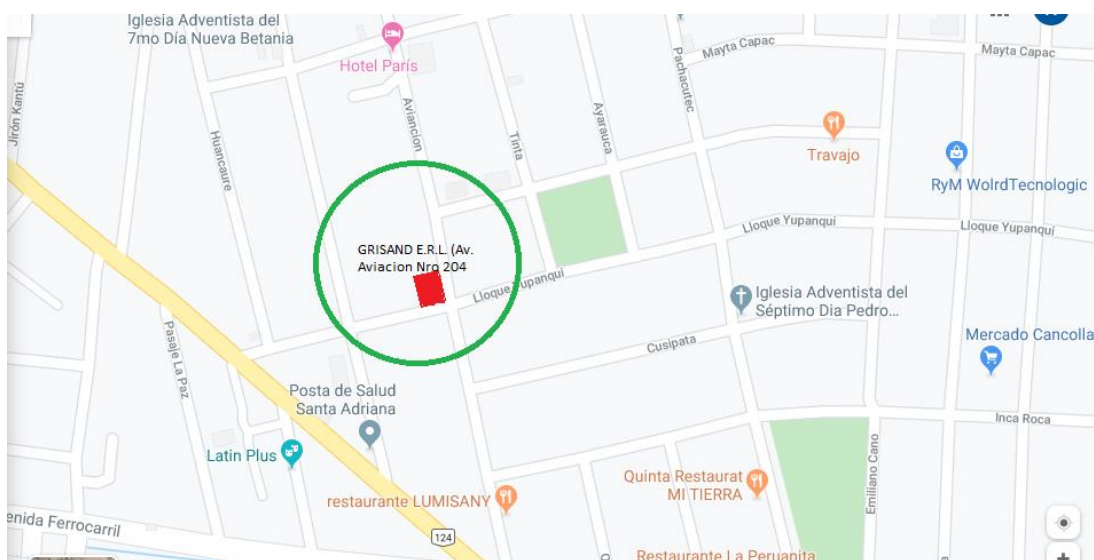 Iglesia Adventista del
7mo Día Nueva Betania
Hotel París
Mayta Capac
Mayta Capac
Pachacutec
Jirón Kantú
Huancaure
Aviancion
Tinta
Ayarauca
Travajo
RyM WolrdTecnologic
Lloque Yupanqui
Lloque Yupanqui
GRISAND E.R.L. (Av.
Aviacion Nro 204
Lloque Yupanqui
Iglesia Adventista del
Séptimo Dia Pedro...
Pasaje La Paz
Cusipata
Mercado Cancolla
Posta de Salud
Santa Adriana
Inca Roca
Latin Plus
Emiliano Cano
Quinta Restaurat
MI TIERRA
restaurante LUMISANY
enida Ferrocarril
124
Restaurante La Peruanita